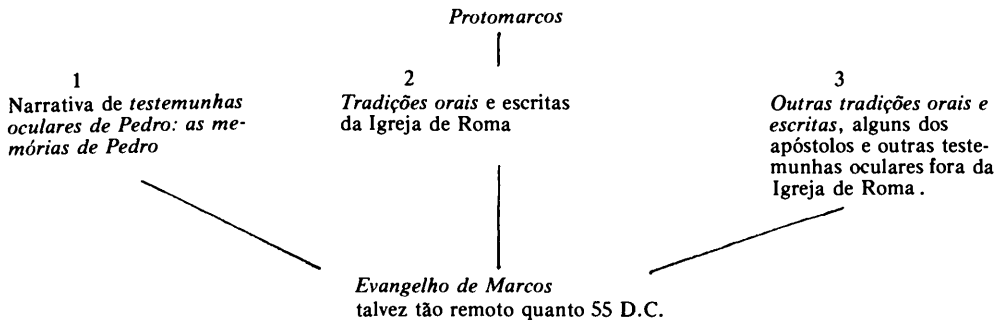 Protomarcos
1
Narrativa de testemunhas
oculares de Pedro: as me-
mórias de Pedro
2
Tradições orais e escritas
da Igreja de Roma
3
Outras tradições orais e
escritas, alguns dos
apóstolos e outras teste-
munhas oculares fora da
Igreja de Roma.
Evangelho de Marcos
talvez tão remoto quanto 55 D.C.